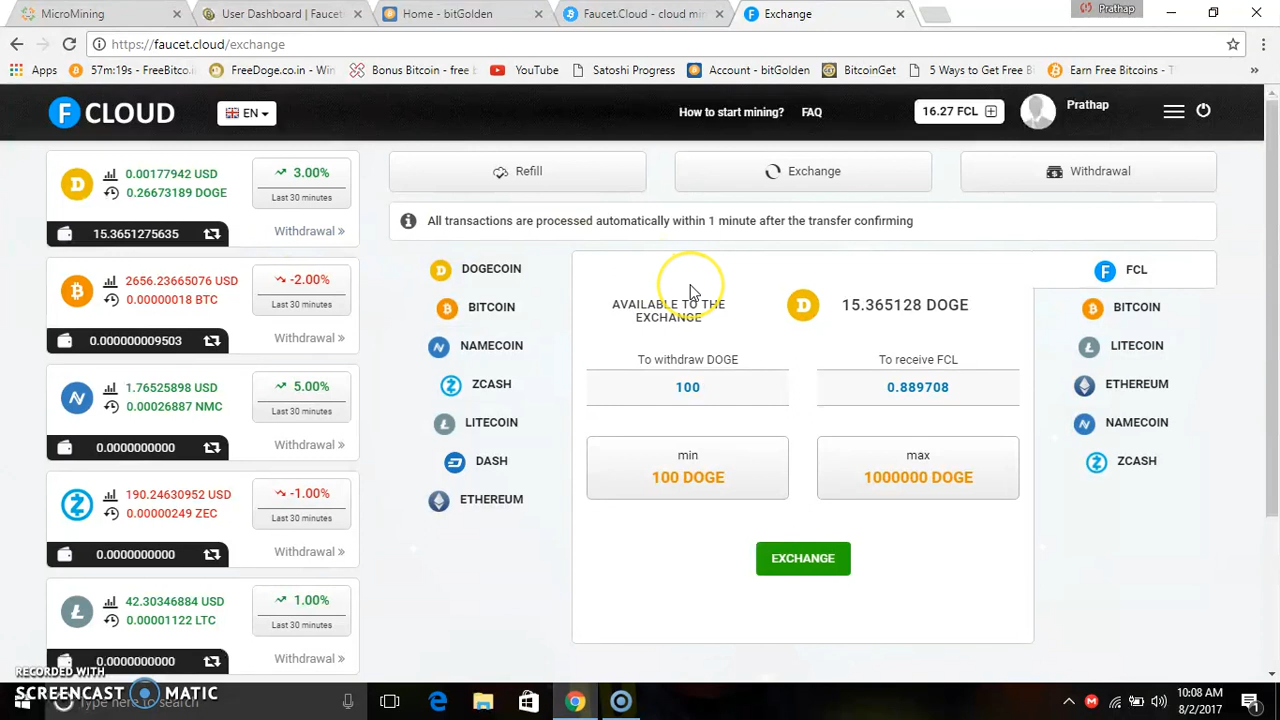 MicroMining
User Dashboard | Faucet
Home - bitGolden
Faucet.Cloud - cloud min
Exchange
Prathap
https://faucet.cloud/exchange
Apps
57m:19s - FreeBitco.
FreeDoge.co.in - Win
Bonus Bitcoin - free b
YouTube
Satoshi Progress
Account - bitGolden
BitcoinGet
5 Ways to Get Free B
Earn Free Bitcoins - T
F CLOUD
EN
How to start mining?
FAQ
16.27 FCL
Prathap
0.00177942 USD
0.26673189 DOGE
3.00%
Last 30 minutes
15.3651275635
Withdrawal »
2656.23665076 USD
0.00000018 BTC
-2.00%
Last 30 minutes
0.000000009503
Withdrawal »
1.76525898 USD
0.00026887 NMC
5.00%
Last 30 minutes
0.0000000000
Withdrawal »
190.24630952 USD
0.00000249 ZEC
-1.00%
Last 30 minutes
0.0000000000
Withdrawal »
42.30346884 USD
0.00001122 LTC
1.00%
Last 30 minutes
0.0000000000
Withdrawal »
Refill
Exchange
Withdrawal
All transactions are processed automatically within 1 minute after the transfer confirming
DOGECOIN
BITCOIN
NAMECOIN
ZCASH
LITECOIN
DASH
ETHEREUM
AVAILABLE TO THE
EXCHANGE
15.365128 DOGE
To withdraw DOGE
To receive FCL
100
0.889708
min
100 DOGE
max
1000000 DOGE
EXCHANGE
FCL
BITCOIN
LITECOIN
ETHEREUM
NAMECOIN
ZCASH
RECORDED WITH
SCREENCAST MATIC
Type here to search
10:08 AM
8/2/2017